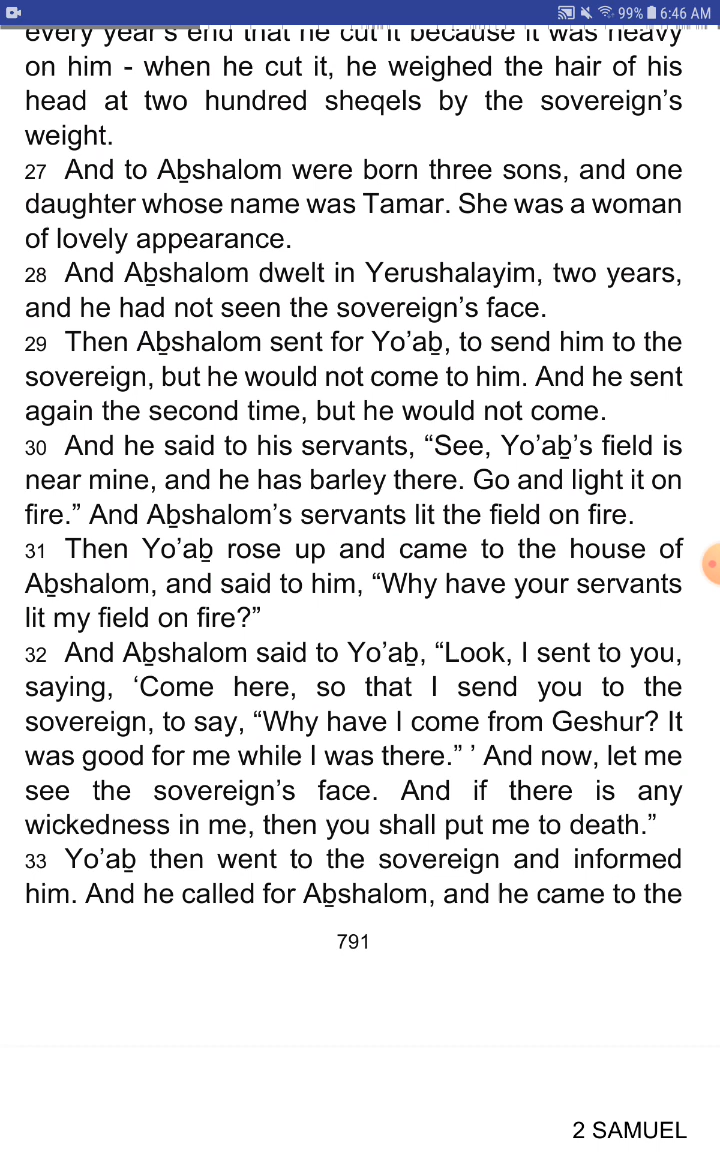 99% 6:46 AM
every year's end that he cut it because it was heavy
on him - when he cut it, he weighed the hair of his
head at two hundred sheqels by the sovereign’s
weight.
27 And to Aḇshalom were born three sons, and one
daughter whose name was Tamar. She was a woman
of lovely appearance.
28 And Aḇshalom dwelt in Yerushalayim, two years,
and he had not seen the sovereign’s face.
29 Then Aḇshalom sent for Yo’aḇ, to send him to the
sovereign, but he would not come to him. And he sent
again the second time, but he would not come.
30 And he said to his servants, “See, Yo’aḇ’s field is
near mine, and he has barley there. Go and light it on
fire.” And Aḇshalom’s servants lit the field on fire.
31 Then Yo’aḇ rose up and came to the house of
Aḇshalom, and said to him, “Why have your servants
lit my field on fire?”
32 And Aḇshalom said to Yo’aḇ, “Look, I sent to you,
saying, ‘Come here, so that I send you to the
sovereign, to say, “Why have I come from Geshur? It
was good for me while I was there.” ’ And now, let me
see the sovereign’s face. And if there is any
wickedness in me, then you shall put me to death.”
33 Yo’aḇ then went to the sovereign and informed
him. And he called for Aḇshalom, and he came to the
791
2 SAMUEL